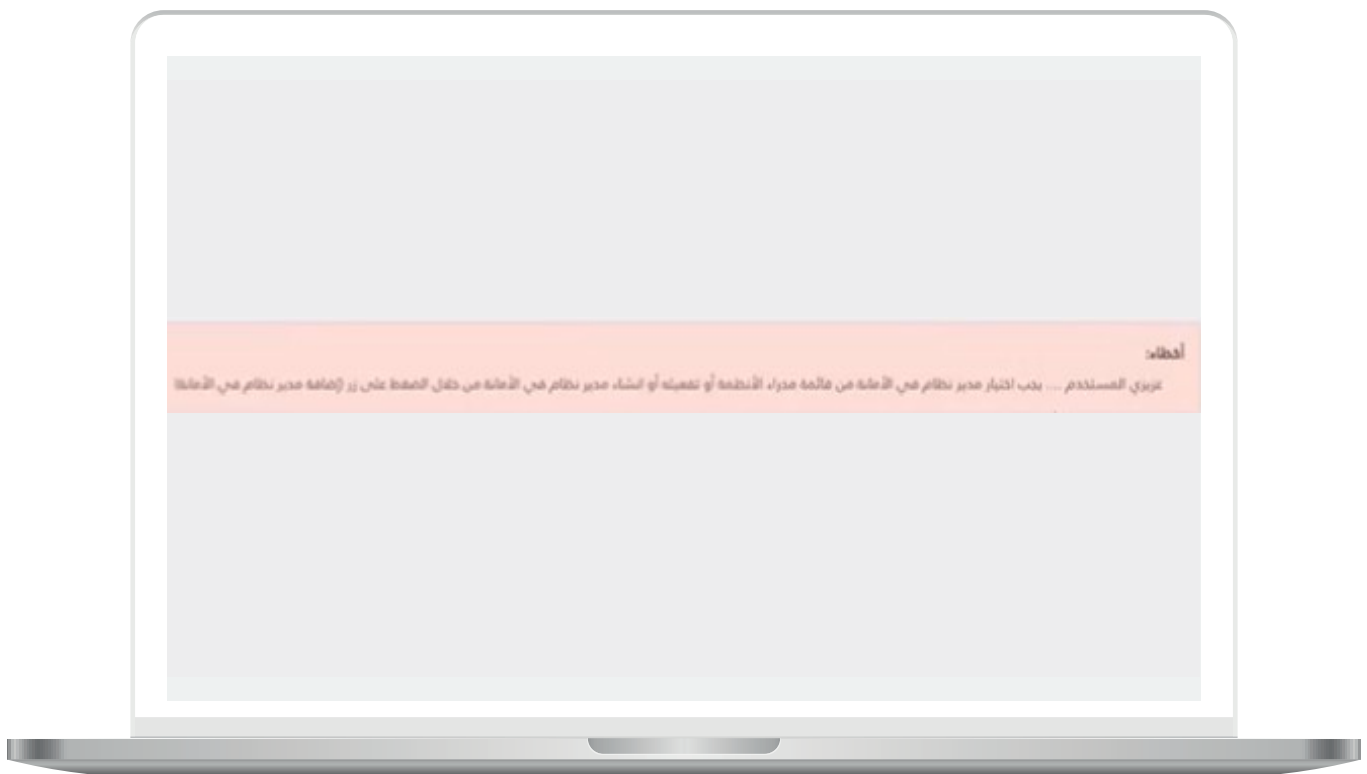 أخطاء:
عزيزي المستخدم .... يجب اختيار مدير نظام في الأمانة من قائمة مدراء الأنظمة أو تفعيله أو انشاء مدير نظام في الأمانة من خلال الضغط على زر (إضافة مدير نظام في الأمانة)